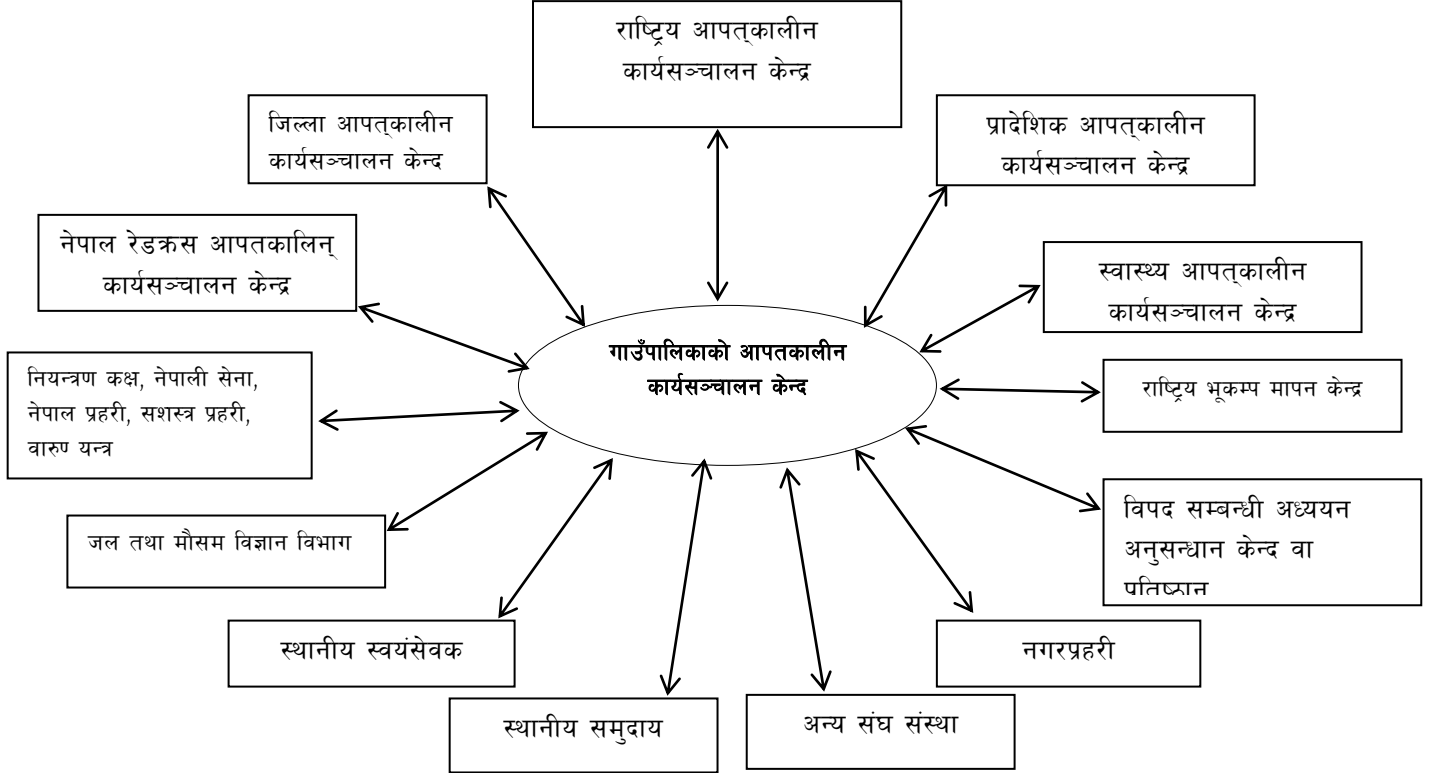 राष्ट्रिय आपत्कालीन
कार्यसञ्चालन केन्द्र
जिल्ला आपत्कालीन
कार्यसञ्चालन केन्द
प्रादेशिक आपत्कालीन
कार्यसञ्चालन केन्द्र
नेपाल रेडक्रस आपतकालिन्
कार्यसञ्चालन केन्द्र
स्वास्थ्य आपत्कालीन
कार्यसञ्चालन केन्द्र
गाउँपालिकाको आपतकालीन
कार्यसञ्चालन केन्द
नियन्त्रण कक्ष, नेपाली सेना,
नेपाल प्रहरी, सशस्त्र प्रहरी,
वारुण यन्त्र
राष्ट्रिय भूकम्प मापन केन्द्र
जल तथा मौसम विज्ञान विभाग
विपद सम्बन्धी अध्ययन
अनुसन्धान केन्द वा
प्रतिष्ठान
स्थानीय स्वयंसेवक
नगरप्रहरी
स्थानीय समुदाय
अन्य संघ संस्था